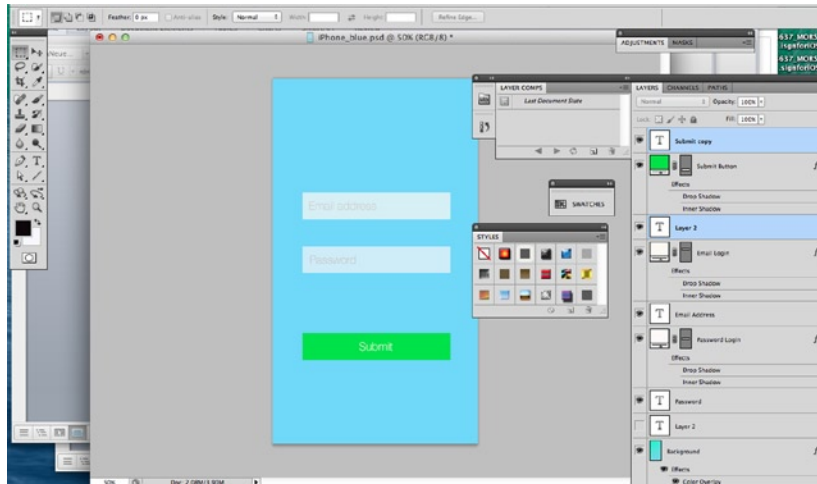 Feather: 0 px Anti-alias Style: Normal Width: Height: Refine Edge...
iPhone_blue.psd @ 50% (RGB/8) *
ADJUSTMENTS MASKS
LAYER COMPS
Last Document State
LAYERS CHANNELS PATHS
Normal Opacity: 100%
Lock: Fill: 100%
Submit copy
Submit Button
Effects
Drop Shadow
Inner Shadow
SWATCHES
Layer 2
STYLES
Email Login
Effects
Drop Shadow
Inner Shadow
Email address
Password
Submit
Email Address
Password Login
Effects
Drop Shadow
Inner Shadow
Password
Layer 2
Background
Effects
Color Overlay
50%